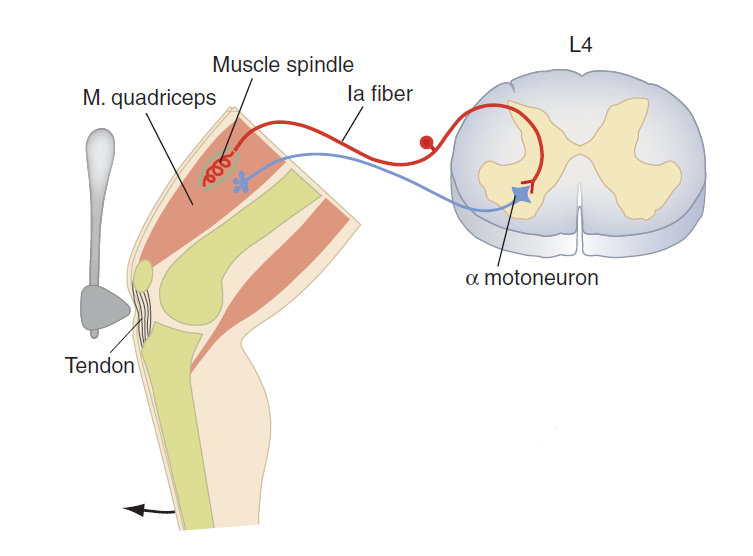 L4
Muscle spindle
M. quadriceps
Ia fiber
α motoneuron
Tendon